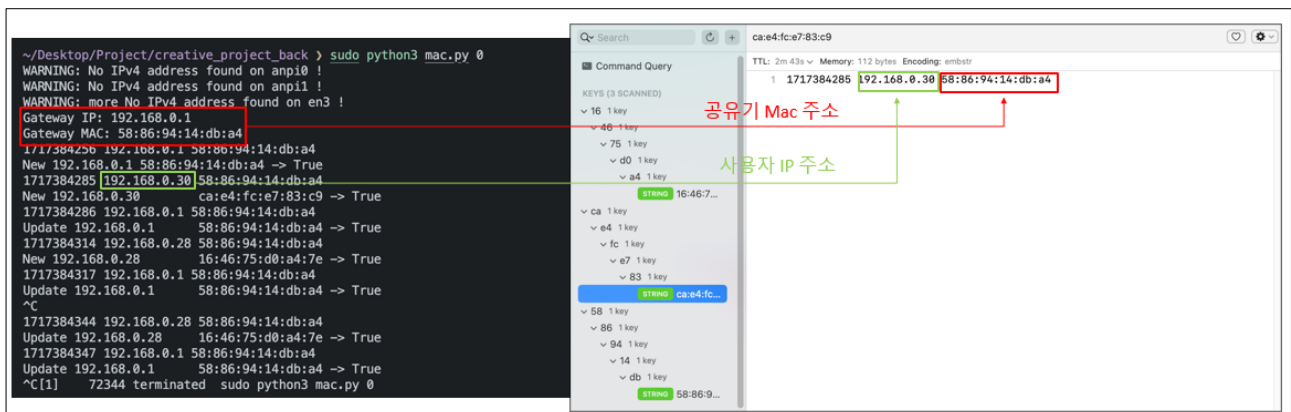 ~/Desktop/Project/creative_project_back ❯ sudo python3 mac.py 0
WARNING: No IPv4 address found on anpi0 !
WARNING: No IPv4 address found on anpi1 !
WARNING: more No IPv4 address found on en3 !
Gateway IP: 192.168.0.1
Gateway MAC: 58:86:94:14:db:a4
1717384256 192.168.0.1 58:86:94:14:db:a4
New 192.168.0.1 58:86:94:14:db:a4 -> True
1717384285 192.168.0.30 58:86:94:14:db:a4
New 192.168.0.30 ca:e4:fc:e7:83:c9 -> True
1717384286 192.168.0.1 58:86:94:14:db:a4
Update 192.168.0.1 58:86:94:14:db:a4 -> True
1717384314 192.168.0.28 58:86:94:14:db:a4
New 192.168.0.28 16:46:75:d0:a4:7e -> True
1717384317 192.168.0.1 58:86:94:14:db:a4
Update 192.168.0.1 58:86:94:14:db:a4 -> True
^C
1717384344 192.168.0.28 58:86:94:14:db:a4
Update 192.168.0.28 16:46:75:d0:a4:7e -> True
1717384347 192.168.0.1 58:86:94:14:db:a4
Update 192.168.0.1 58:86:94:14:db:a4 -> True
^C[1] 72344 terminated sudo python3 mac.py 0
공유기 Mac 주소
사용자 IP 주소
Search
Command Query
KEYS (3 SCANNED)
16 1 key
46 1 key
75 1 key
d0 1 key
a4 1 key
STRING 16:46:7...
ca 1 key
e4 1 key
fc 1 key
e7 1 key
83 1 key
STRING ca:e4:fc...
58 1 key
86 1 key
94 1 key
14 1 key
db 1 key
STRING 58:86:9...
ca:e4:fc:e7:83:c9
TTL: 2m 43s Memory: 112 bytes Encoding: embstr
1 1717384285 192.168.0.30 58:86:94:14:db:a4